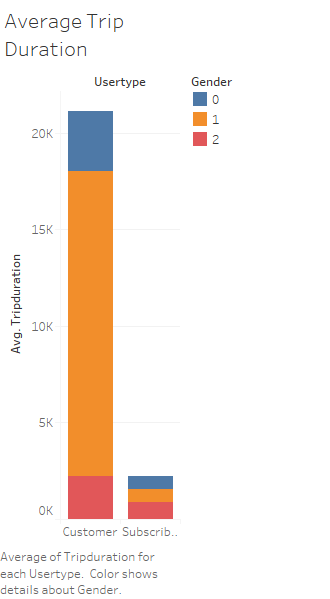 Average Trip
Duration
Usertype
Gender
0
1
2
20K
15K
10K
5K
0K
Avg. Tripduration
Customer
Subscrib..
Average of Tripduration for
each Usertype. Color shows
details about Gender.